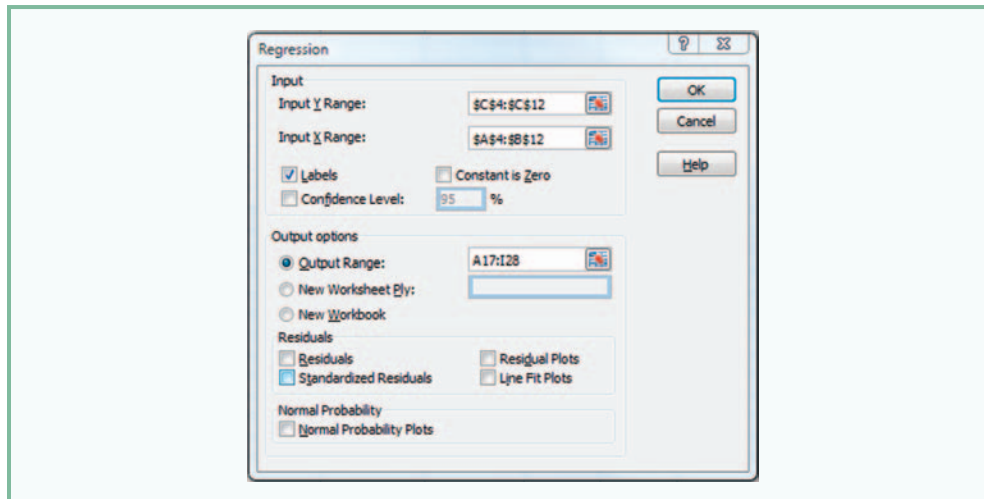 Regression
Input
Input Y Range:
$C$4:$C$12
OK
Cancel
Input X Range:
$A$4:$B$12
Help
Labels
Constant is Zero
Confidence Level:
95 %
Output options
Output Range:
A17:I28
New Worksheet Ply:
New Workbook
Residuals
Residuals
Residual Plots
Standardized Residuals
Line Fit Plots
Normal Probability
Normal Probability Plots